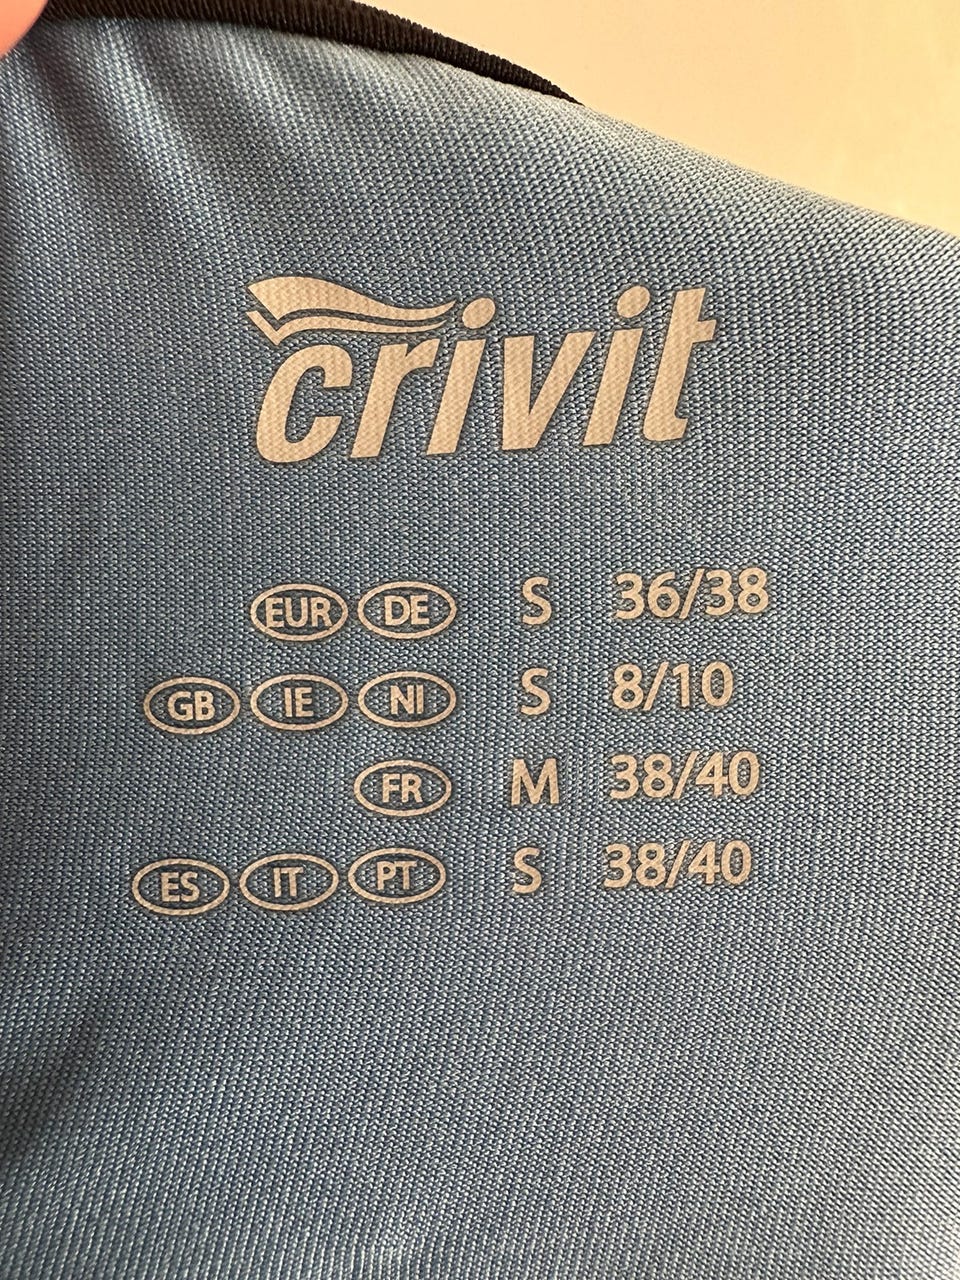 crivit
EUR DE S 36/38
GB IE NI S 8/10
FR M 38/40
ES IT PT S 38/40